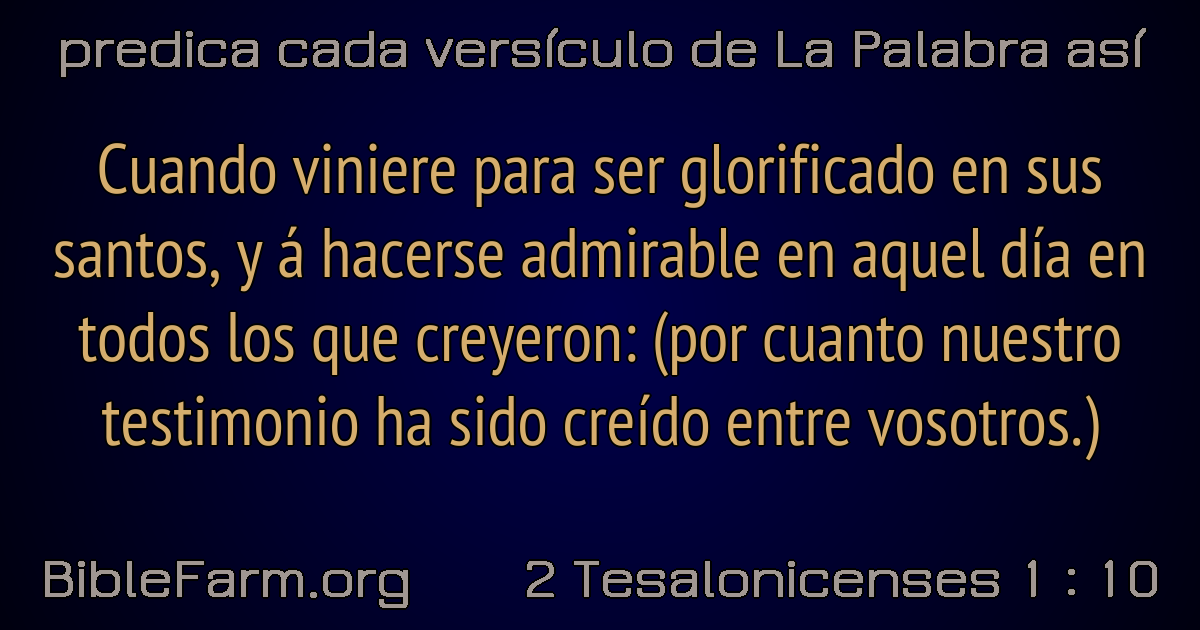 predica cada versículo de La Palabra así
Cuando viniere para ser glorificado en sus
santos, y á hacerse admirable en aquel día en
todos los que creyeron: (por cuanto nuestro
testimonio ha sido creído entre vosotros.)
BibleFarm.org 2 Tesalonicenses 1 : 10